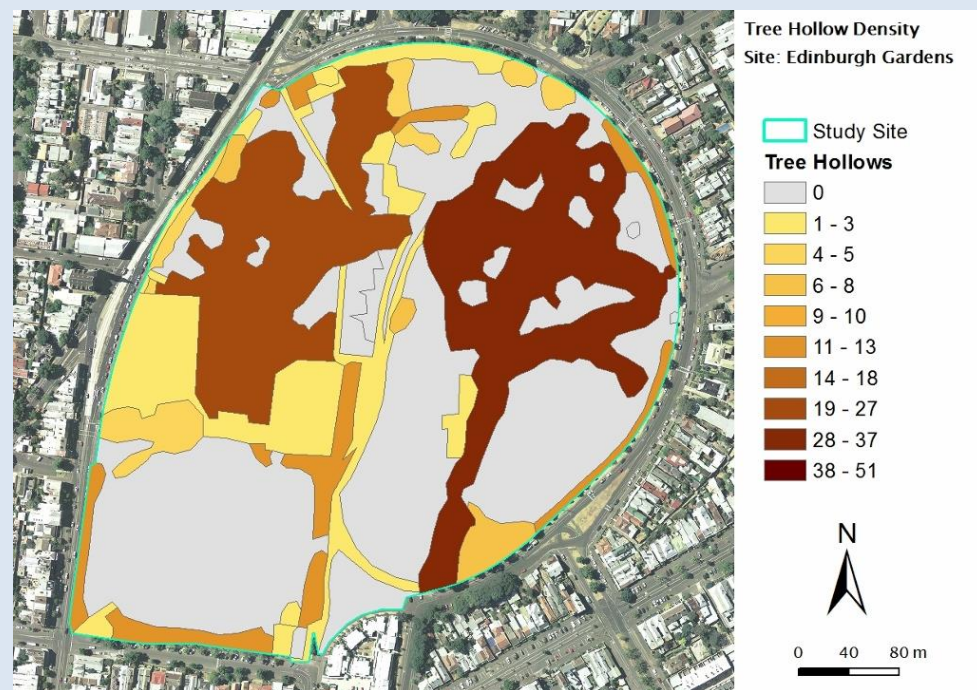 Tree Hollow Density
Site: Edinburgh Gardens
Study Site
Tree Hollows
0
1 - 3
4 - 5
6 - 8
9 - 10
11 - 13
14 - 18
19 - 27
28 - 37
38 - 51
N
0 40 80 m